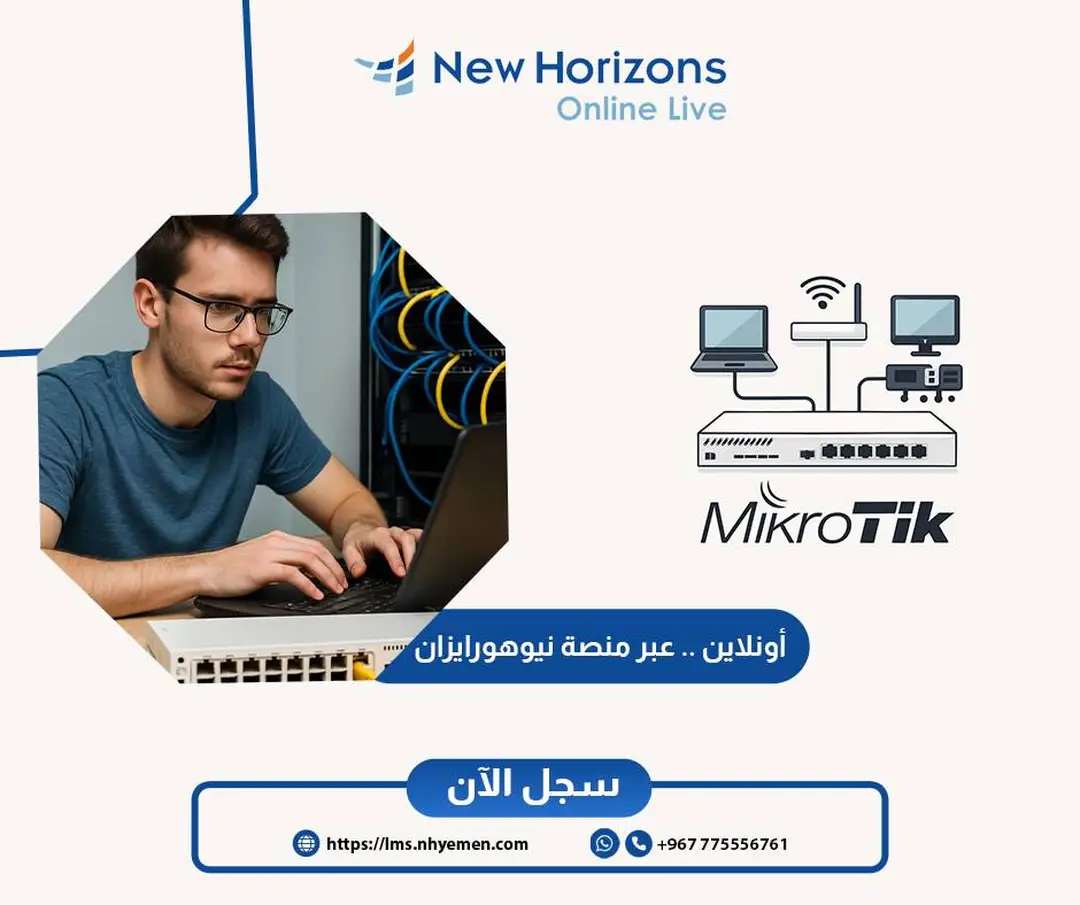 New Horizons
Online Live
MikroTik
أونلاين .. عبر منصة نيوهورايزان
سجل الآن
https://lms.nhyemen.com
+967 775556761